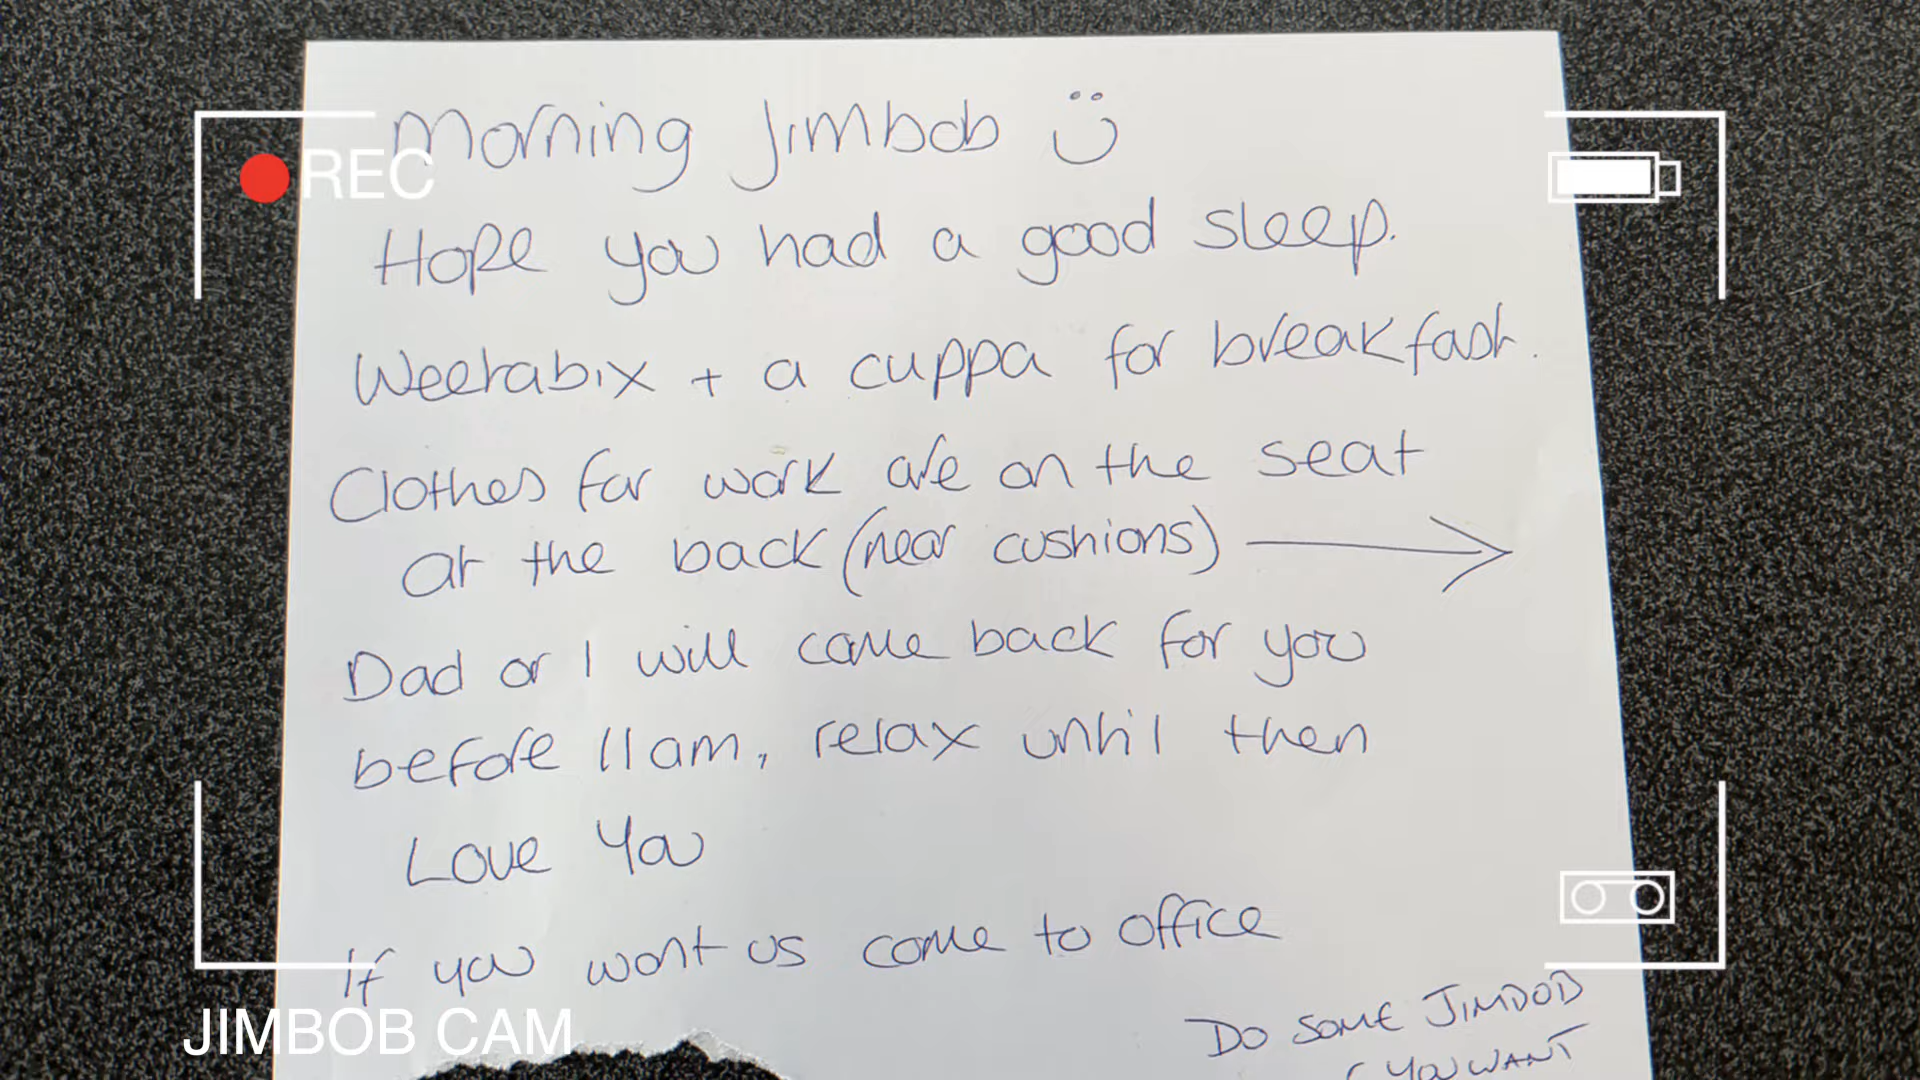 Morning Jimbob
REC
Hope you had a good sleep.
Weetabix + a cuppa for breakfast.
Clothes for work are on the seat
at the back (near cushions)
Dad or I will come back for you
before 11am, relax until then
Love You
If you want us come to office
DO SOME JIMBOB
YOU WANT
JIMBOB CAM